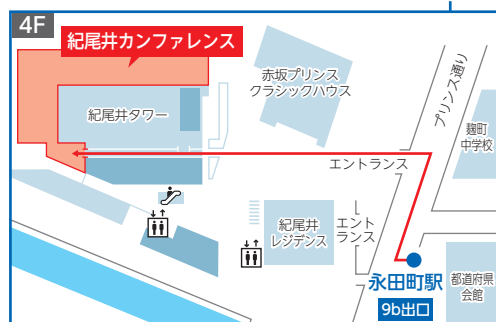 4F
紀尾井カンファレンス
赤坂プリンス
クラシックハウス
プリンス通り
紀尾井タワー
麹町
中学校
エントランス
紀尾井
レジデンス
エント
ランス
永田町駅
9b出口
都道府県
会館